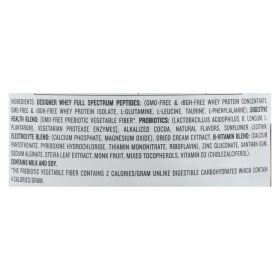 INGREDIENTS: DESIGNER WHEY FULL SPECTRUM PEPTIDES: (GMO-FREE & rBGH-FREE WHEY PROTEIN CONCENTRATE,
GMO-FREE & rBGH-FREE WHEY PROTEIN ISOLATE, L-GLUTAMINE, L-LEUCINE, TAURINE, L-PHENYLALANINE), DIGESTIVE
HEALTH BLEND: (GMO-FREE PREBIOTIC VEGETABLE FIBER*), PROBIOTICS: (LACTOBACILLUS ACIDOPHILUS, B. LONGUM, L.
PLANTARUM), VEGETARIAN PROTEASE ENZYMES), ALKALIZED COCOA, NATURAL FLAVORS, SUNFLOWER LECITHIN,
ELECTROLYTE BLEND: (CALCIUM PHOSPHATE, MAGNESIUM OXIDE), DRIED CREAM EXTRACT, B-VITAMIN BLEND: (CALCIUM
PANTOTHENATE, PYRIDOXINE HYDROCHLORIDE, THIAMIN MONONITRATE, RIBOFLAVIN), ZINC GLUCONATE, XANTHAN GUM,
SODIUM ALGINATE, STEVIA LEAF EXTRACT, MONK FRUIT, MIXED TOCOPHEROLS, VITAMIN D3 (CHOLECALCIFEROL).
CONTAINS MILK AND SOY.
*THE PREBIOTIC VEGETABLE FIBER CONTAINS 2 CALORIES/GRAM UNLIKE DIGESTIBLE CARBOHYDRATES WHICH CONTAIN
4 CALORIES/GRAM.